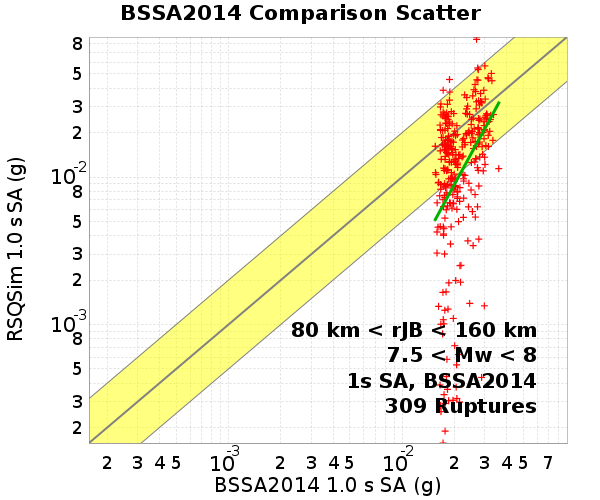 BSSA2014 Comparison Scatter
RSQSim 1.0 s SA (g)
8
5
3
2
10-2
8
5
3
2
10-3
8
5
3
2
80 km < rJB < 160 km
7.5 < Mw < 8
1s SA, BSSA2014
309 Ruptures
2 3 4 5 10-3 2 3 4 5 10-2 2 3 4 5 7
BSSA2014 1.0 s SA (g)